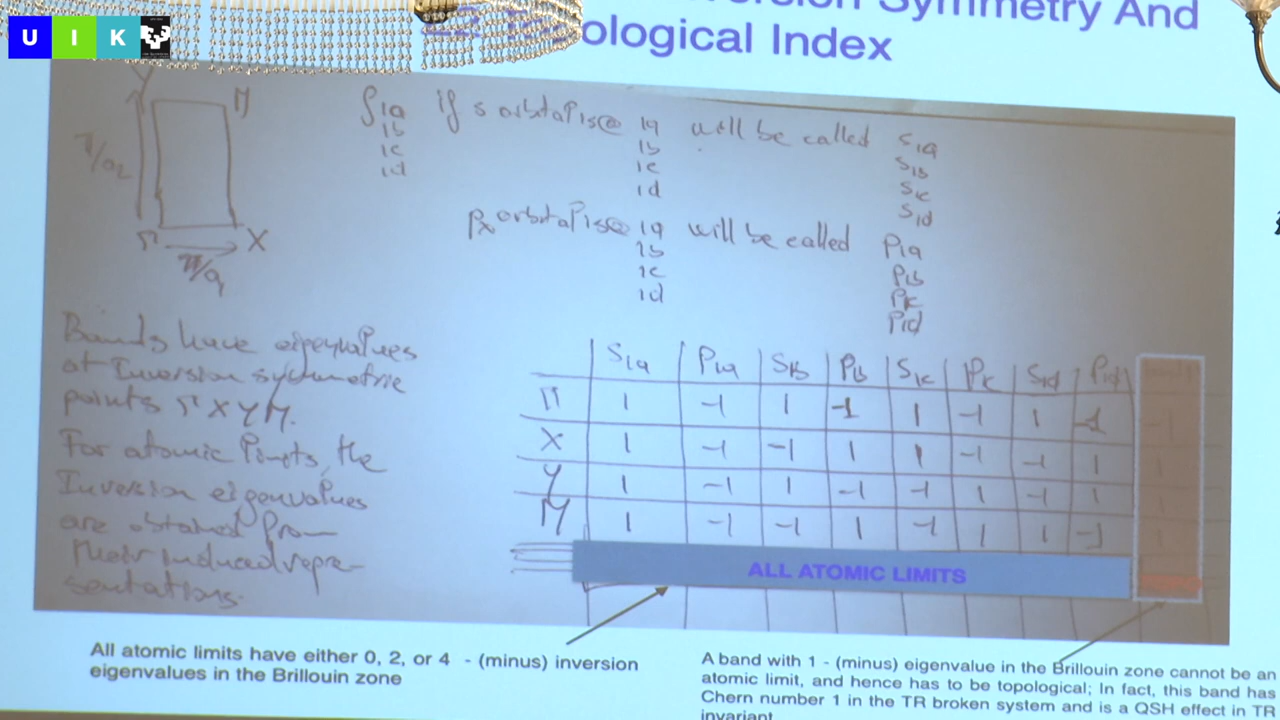 U I K
Symmetry And
ological Index
Y M
π/a2
Γ X
π/a1
S1a if s orbital is @ 1a will be called S1a
1b 1b S1b
1c 1c S1c
1d 1d S1d
Px orbital is @ 1a will be called P1a
1b P1b
1c P1c
1d P1d
Bands have eigenvalues
at Inversion symmetric
points Γ X Y M.
For atomic limits, the
Inversion eigenvalues
are obtained from
their induced repre-
sentations.
S1a P1a S1b P1b S1c P1c S1d P1d
Γ 1 -1 1 -1 1 -1 1 -1 -1
X 1 -1 -1 1 1 -1 -1 1 1
Y 1 -1 1 -1 -1 1 -1 1 1
M 1 -1 -1 1 -1 1 1 -1
ALL ATOMIC LIMITS
All atomic limits have either 0, 2, or 4 - (minus) inversion
eigenvalues in the Brillouin zone
A band with 1 - (minus) eigenvalue in the Brillouin zone cannot be an
atomic limit, and hence has to be topological; In fact, this band has
Chern number 1 in the TR broken system and is a QSH effect in TR
invariant